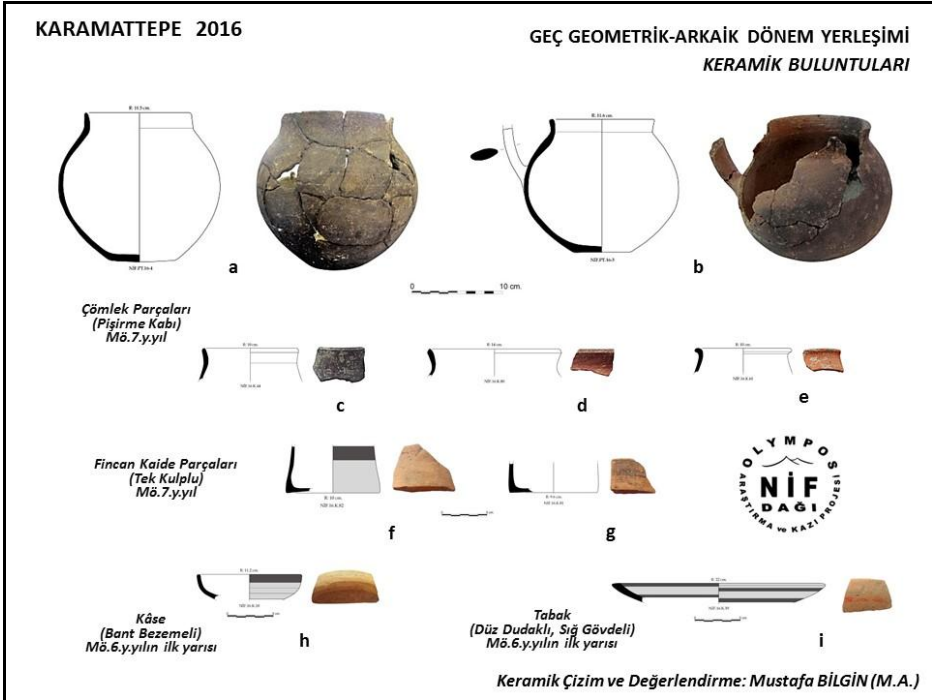 KARAMATTEPE 2016
GEÇ GEOMETRİK-ARKAİK DÖNEM YERLEŞİMİ
KERAMİK BULUNTULARI
a
b
0 10 cm.
Çömlek Parçaları
(Pişirme Kabı)
Mö.7.y.yıl
c
d
e
Fincan Kaide Parçaları
(Tek Kulplu)
Mö.7.y.yıl
f
g
OLYMPOS
NİF
DAĞI
ARAŞTIRMA ve KAZI PROJESİ
Kâse
(Bant Bezemeli)
Mö.6.y.yılın ilk yarısı
h
Tabak
(Düz Dudaklı, Sığ Gövdeli)
Mö.6.y.yılın ilk yarısı
i
Keramik Çizim ve Değerlendirme: Mustafa BİLGİN (M.A.)